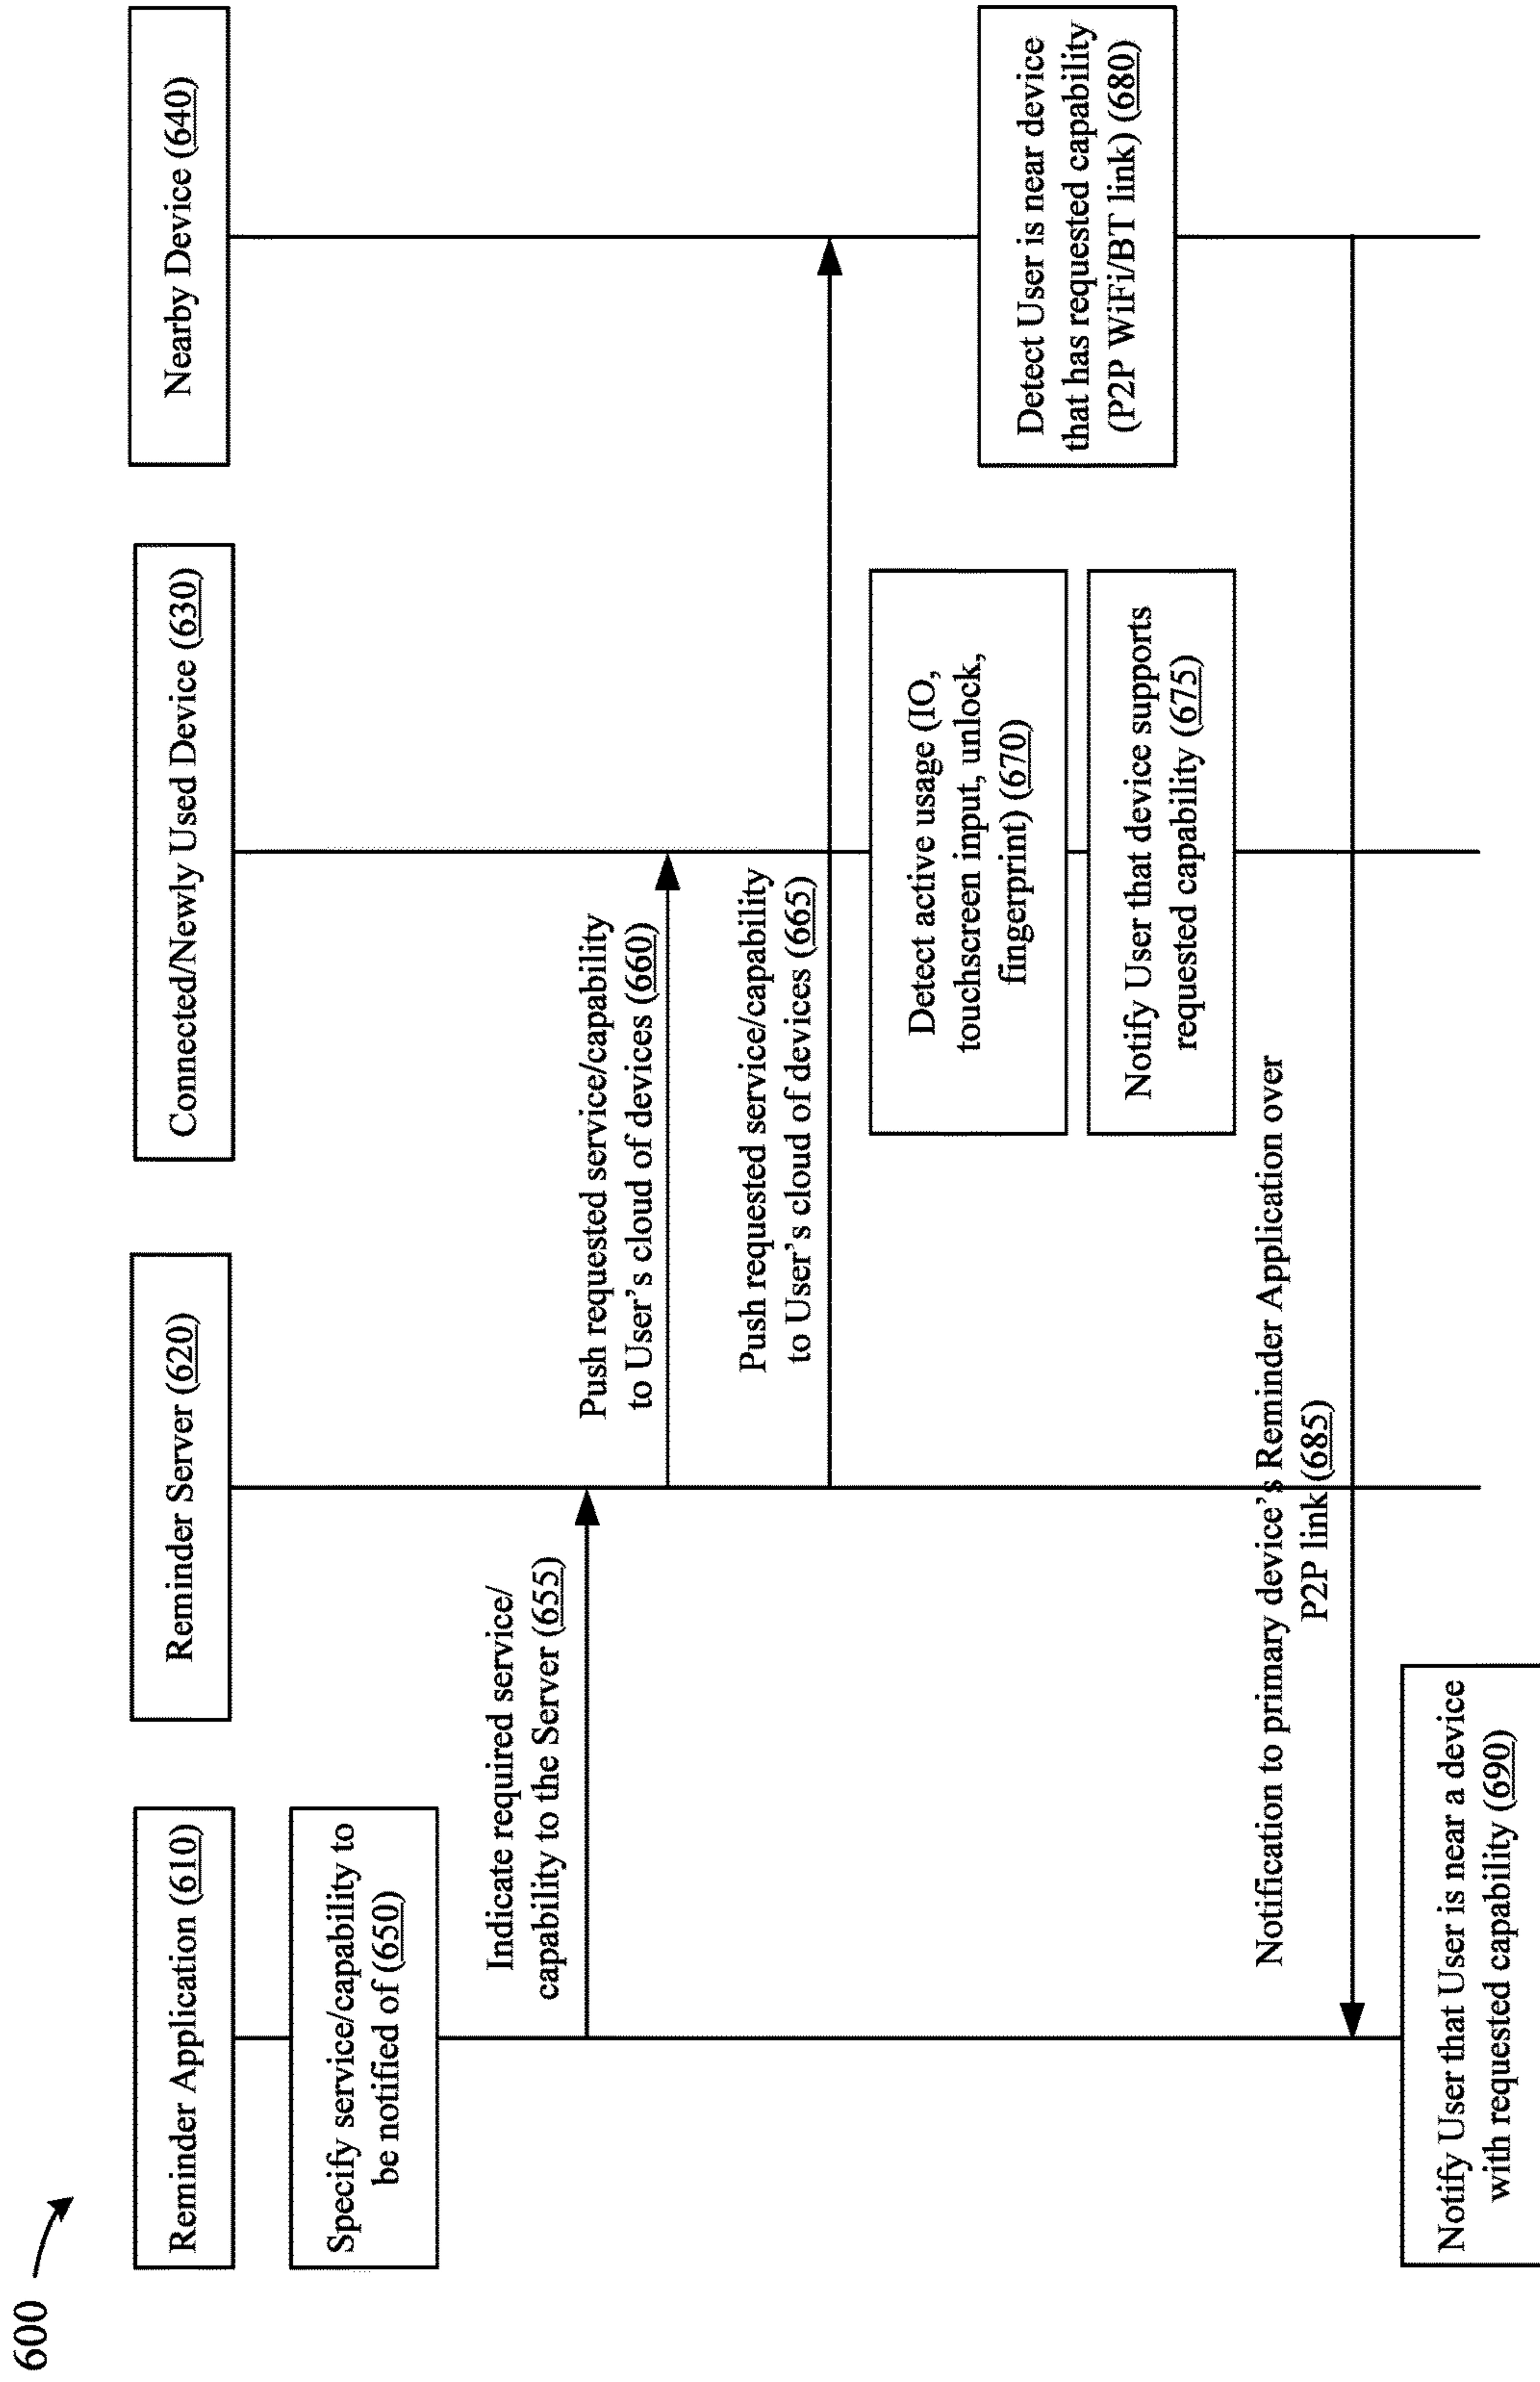 600
Reminder Application (610)
Reminder Server (620)
Connected/Newly Used Device (630)
Nearby Device (640)
Specify service/capability to
be notified of (650)
Indicate required service/
capability to the Server (655)
Push requested service/capability
to User's cloud of devices (660)
Push requested service/capability
to User's cloud of devices (665)
Detect active usage (IO,
touchscreen input, unlock,
fingerprint) (670)
Notify User that device supports
requested capability (675)
Detect User is near device
that has requested capability
(P2P WiFi/BT link) (680)
Notification to primary device's Reminder Application over
P2P link (685)
Notify User that User is near a device
with requested capability (690)